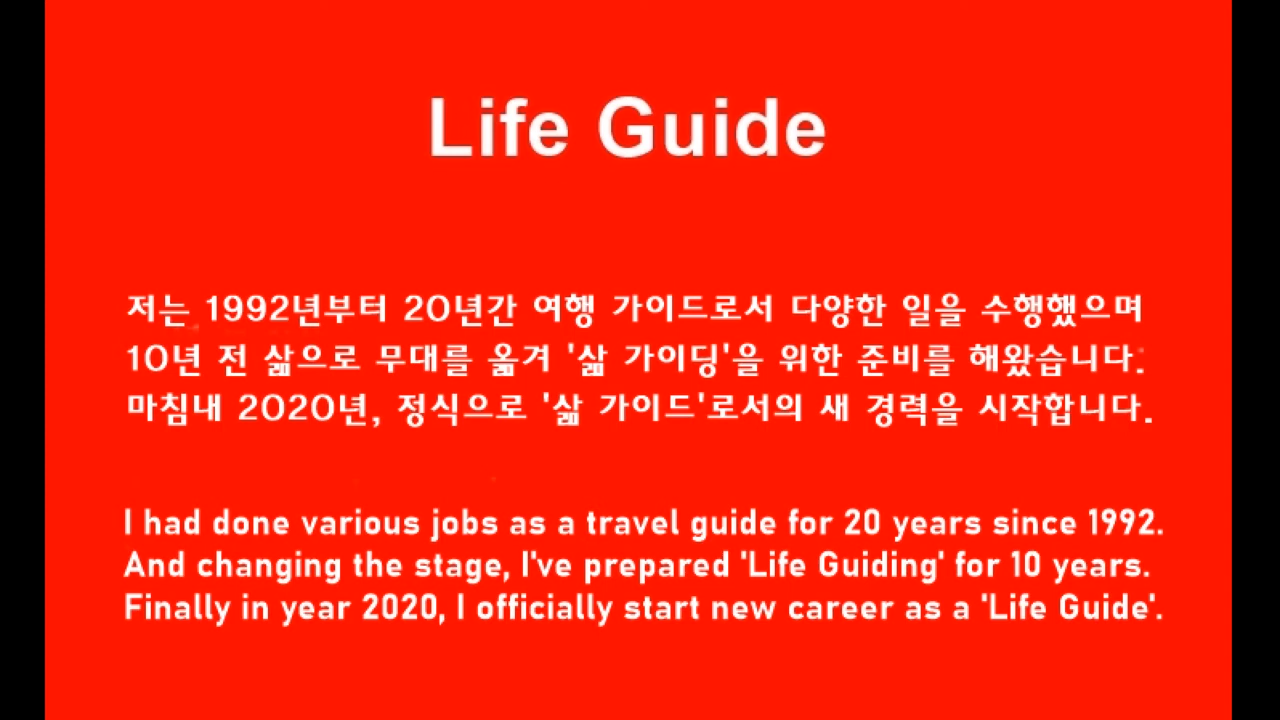 Life Guide
저는 1992년부터 20년간 여행 가이드로서 다양한 일을 수행했으며
10년 전 삶으로 무대를 옮겨 '삶 가이딩'을 위한 준비를 해왔습니다.
마침내 2020년, 정식으로 '삶 가이드'로서의 새 경력을 시작합니다.
I had done various jobs as a travel guide for 20 years since 1992.
And changing the stage, I've prepared 'Life Guiding' for 10 years.
Finally in year 2020, I officially start new career as a 'Life Guide'.